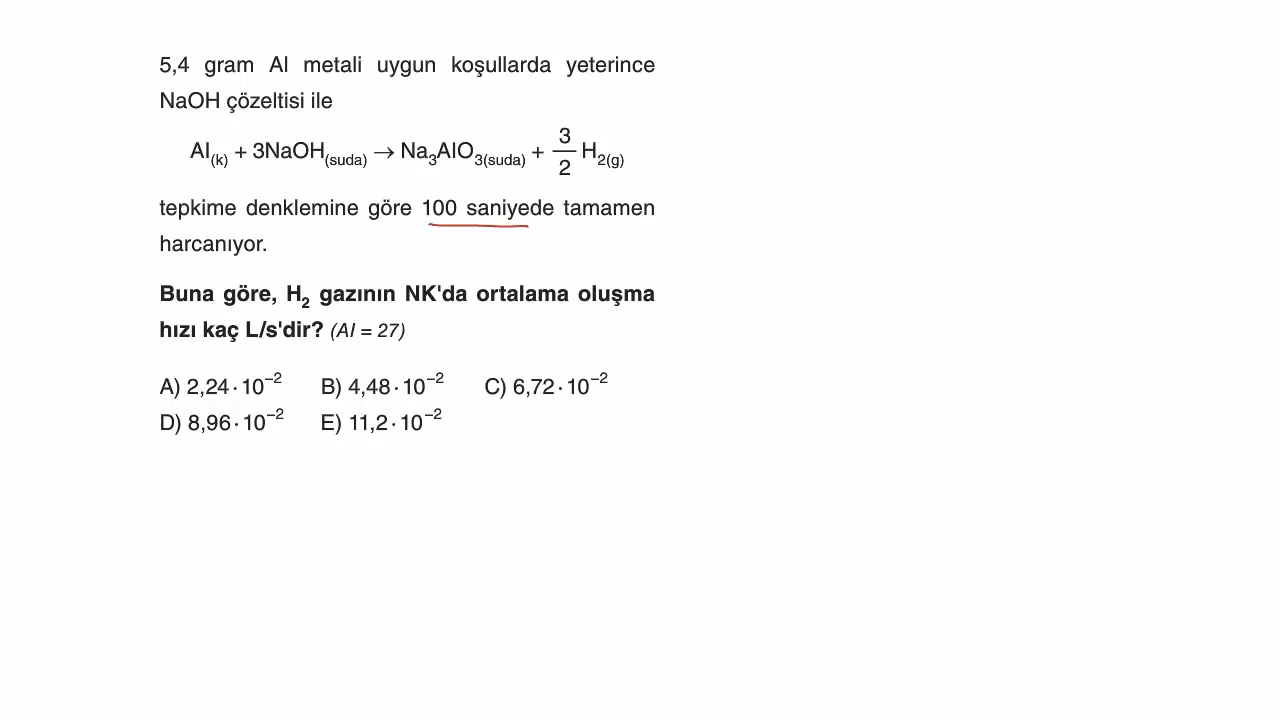 5,4 gram Al metali uygun koşullarda yeterince
NaOH çözeltisi ile
Al(k) + 3NaOH(suda) → Na3AlO3(suda) + 3/2 H2(g)
tepkime denklemine göre 100 saniyede tamamen
harcanıyor.
Buna göre, H2 gazının NK'da ortalama oluşma
hızı kaç L/s'dir? (Al = 27)
A) 2,24·10⁻² B) 4,48·10⁻² C) 6,72·10⁻²
D) 8,96·10⁻² E) 11,2·10⁻²